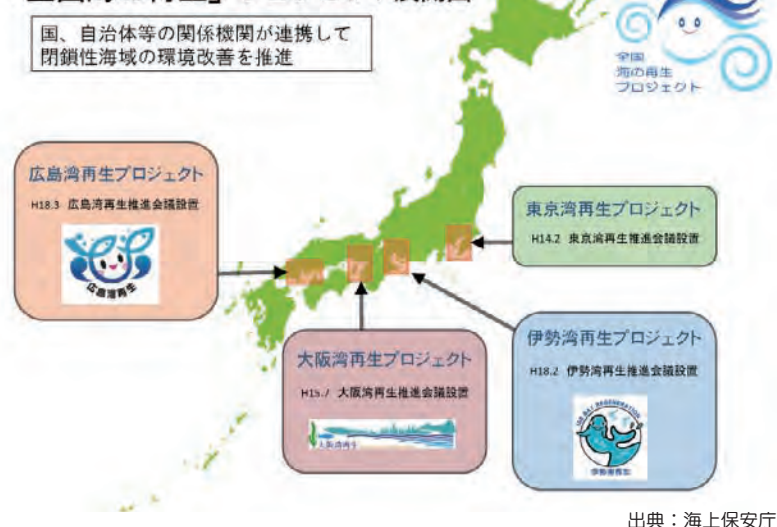 国、自治体等の関係機関が連携して
閉鎖性海域の環境改善を推進
全国
海の再生
プロジェクト
広島湾再生プロジェクト
H18.3 広島湾再生推進会議設置
広島湾再生
東京湾再生プロジェクト
H14.2 東京湾再生推進会議設置
大阪湾再生プロジェクト
H15.7 大阪湾再生推進会議設置
大阪湾再生
伊勢湾再生プロジェクト
H18.2 伊勢湾再生推進会議設置
ISE BAY REGENERATION
伊勢湾再生
出典：海上保安庁